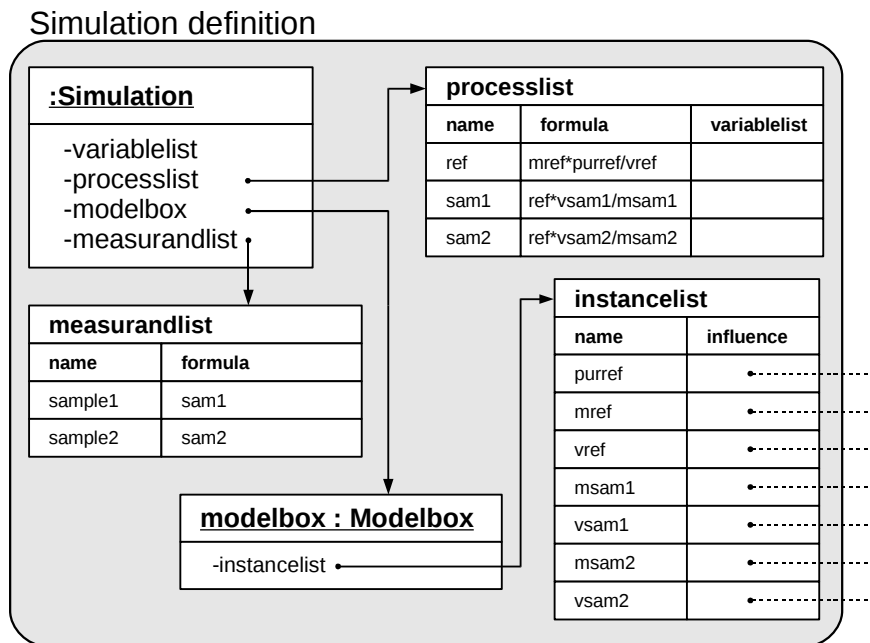 Simulation definition
:Simulation
-variablelist
-processlist
-modelbox
-measurandlist
processlist
name formula variablelist
ref mref*purref/vref
sam1 ref*vsam1/msam1
sam2 ref*vsam2/msam2
measurandlist
name formula
sample1 sam1
sample2 sam2
modelbox : Modelbox
-instancelist
instancelist
name influence
purref
mref
vref
msam1
vsam1
msam2
vsam2